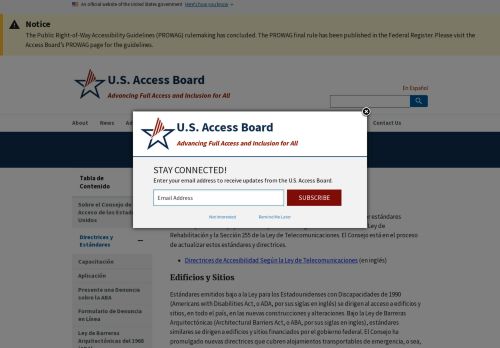 An official website of the United States government Here's how you know
Notice
The Public Right-of-Way Accessibility Guidelines (PROWAG) rulemaking has concluded. The PROWAG final rule has been published in the Federal Register. Please visit the
Access Board's PROWAG page for the guidelines.
U.S. Access Board
Advancing Full Access and Inclusion for All
En Español
About News Ad
Contact Us
U.S. Access Board
Advancing Full Access and Inclusion for All
STAY CONNECTED!
Enter your email address to receive updates from the U.S. Access Board.
Email Address SUBSCRIBE
Not Interested Remind Me Later
Tabla de
Contenido
Sobre el Consejo de
Acceso de los Estados
Unidos
Directrices y
Estándares
Capacitación
Aplicación
Presente una Denuncia
sobre la ABA
Formulario de
Denuncia en
Línea
Ley de Barreras
Arquitectónicas
del 1968
estándares
Ley de
Rehabilitación y la Sección 255 de la Ley de Telecomunicaciones. El Consejo está en el proceso
de actualizar estos estándares y directrices.
Directrices de Accesibilidad Según la Ley de Telecomunicaciones (en inglés)
Edificios y Sitios
Estándares emitidos bajo la Ley para los Estadounidenses con Discapacidades de 1990
(Americans with Disabilities Act, o ADA, por sus siglas en inglés) se dirigen al acceso a edificios y
sitios, en todo el país, en las nuevas construcciones y alteraciones. Bajo la Ley de Barreras
Arquitectónicas (Architectural Barriers Act, o ABA, por sus siglas en ingles), estándares
similares se dirigen a edificios y sitios financiados por el gobierno federal. El Consejo ha
promulgado nuevas directrices que cubren alojamientos portables de emergencia, o sea,